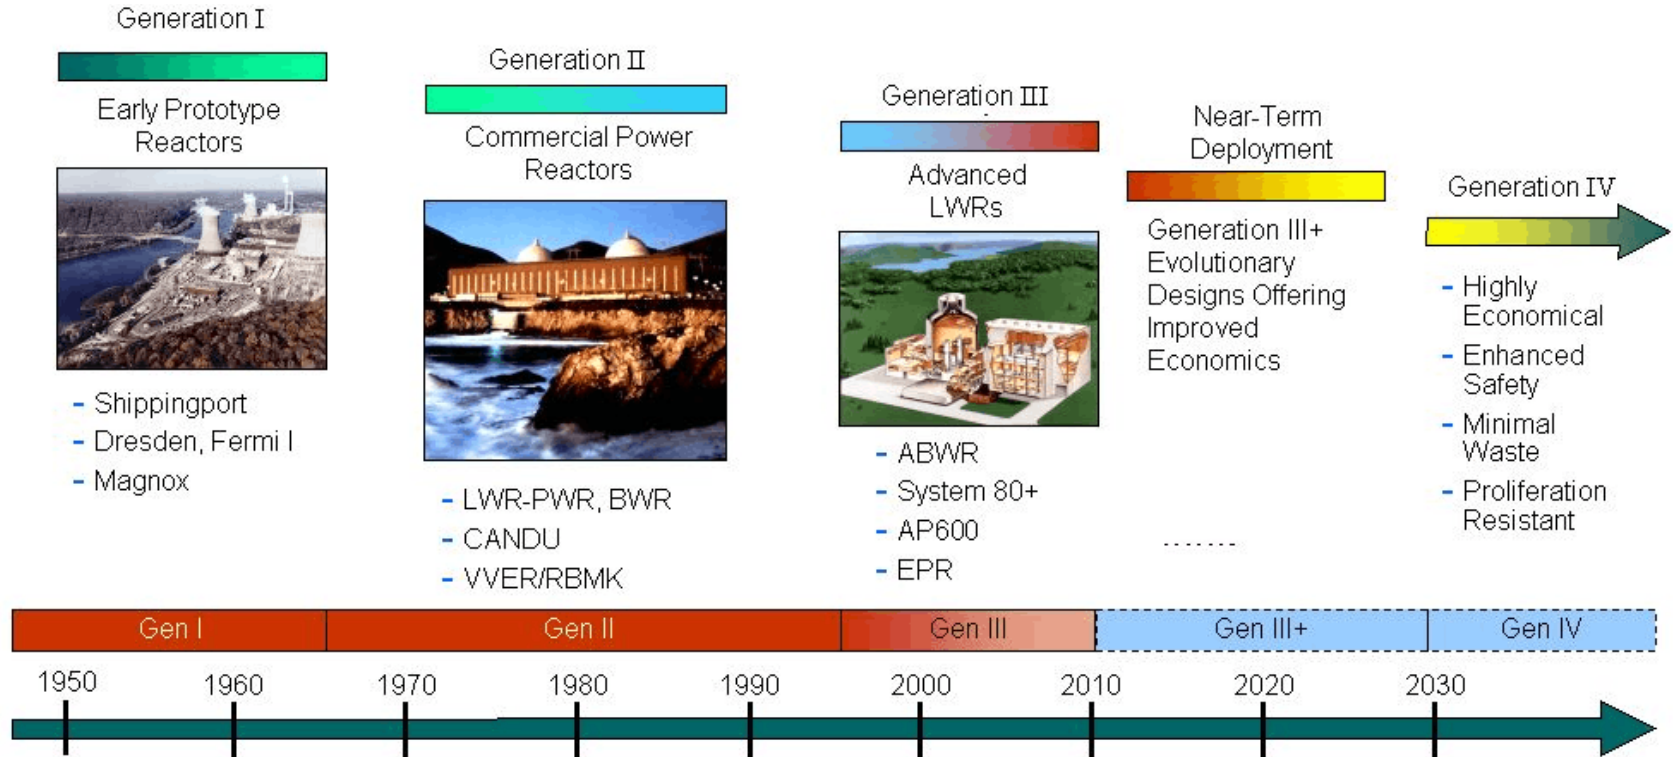 Generation I
Early Prototype
Reactors
- Shippingport
- Dresden, Fermi I
- Magnox
Generation II
Commercial Power
Reactors
- LWR-PWR, BWR
- CANDU
- VVER/RBMK
Generation III
Advanced
LWRs
- ABWR
- System 80+
- AP600
- EPR
Near-Term
Deployment
Generation III+
Evolutionary
Designs Offering
Improved
Economics
Generation IV
- Highly
Economical
- Enhanced
Safety
- Minimal
Waste
- Proliferation
Resistant
Gen I
Gen II
Gen III
Gen III+
Gen IV
1950
1960
1970
1980
1990
2000
2010
2020
2030